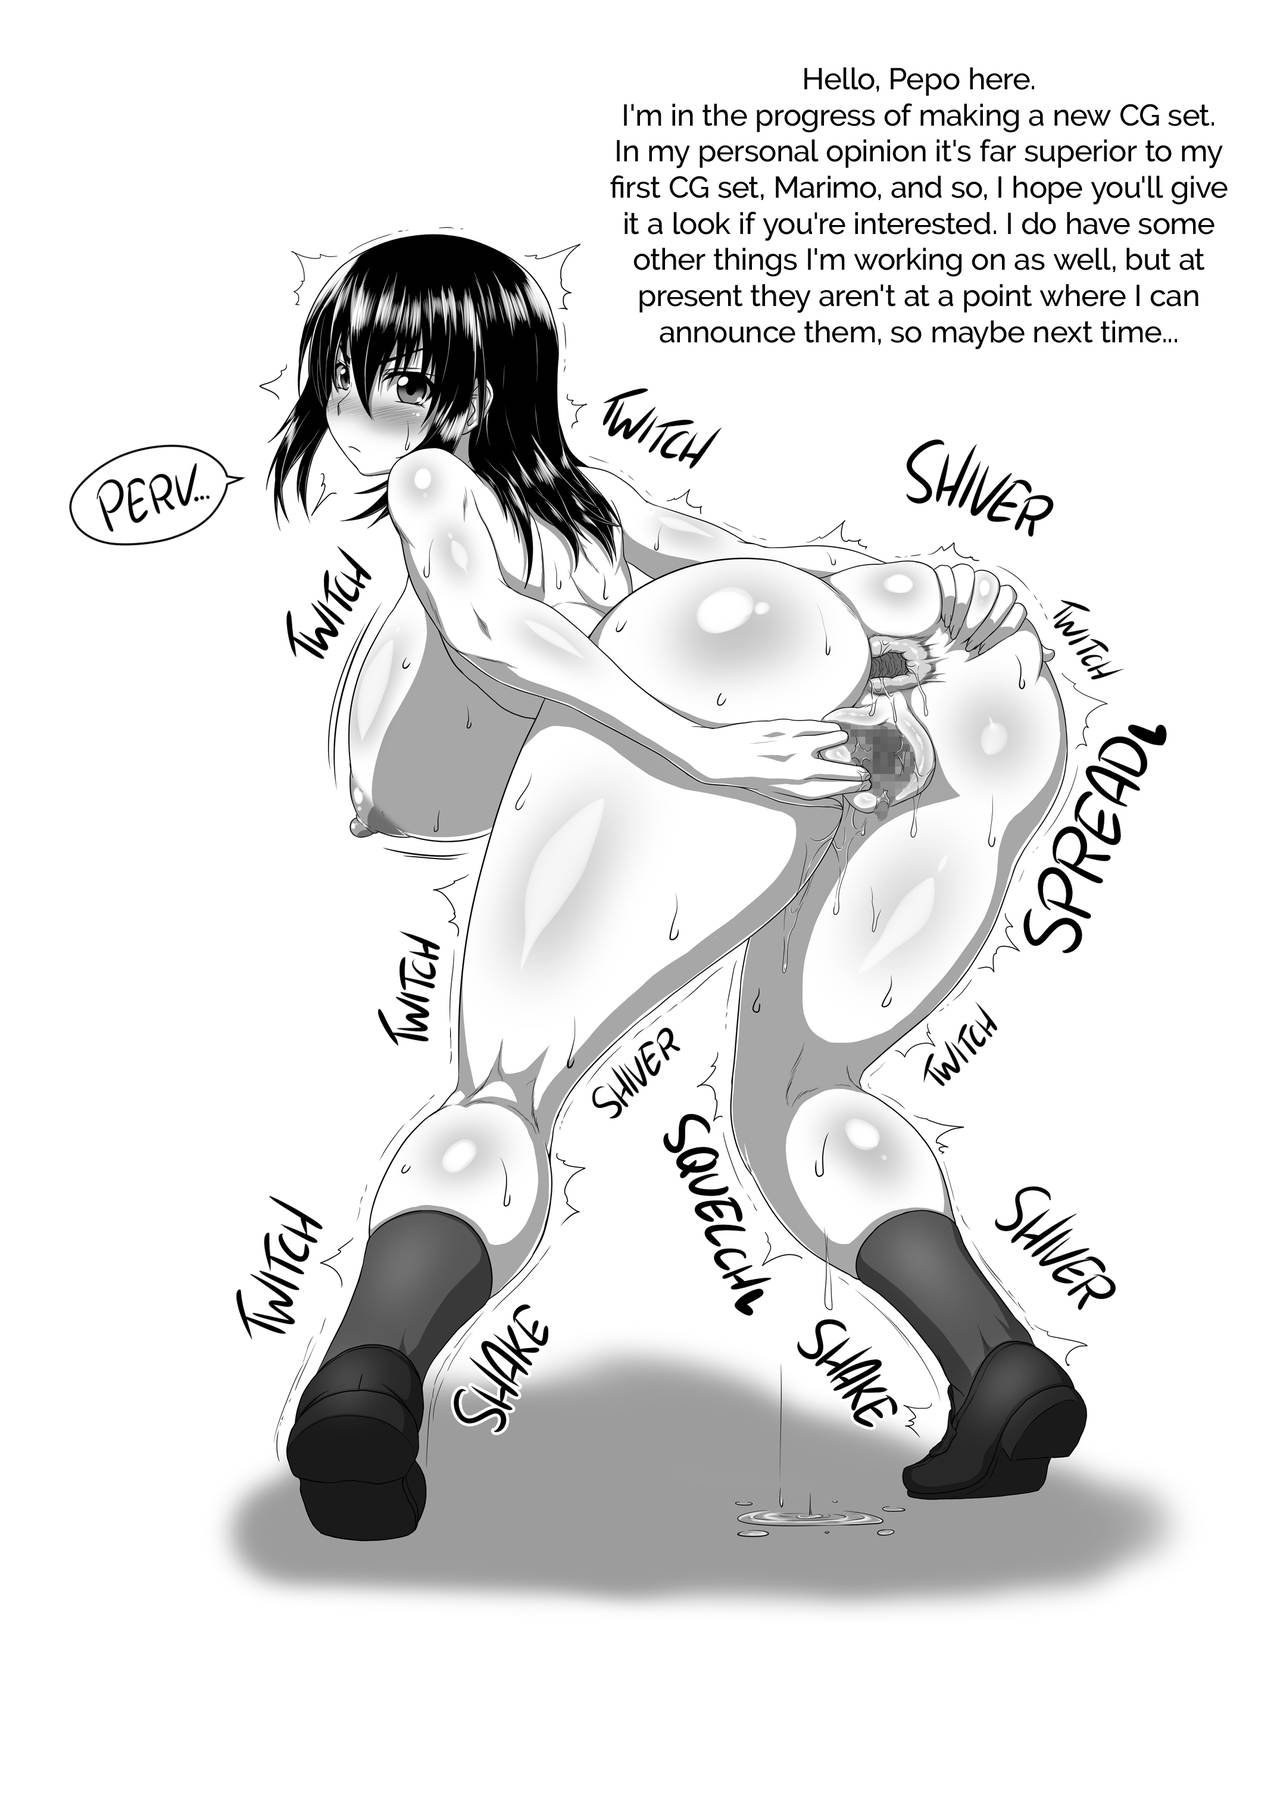 Hello, Pepo here.
I'm in the progress of making a new CG set.
In my personal opinion it's far superior to my
first CG set, Marimo, and so, I hope you'll give
it a look if you're interested. I do have some
other things I'm working on as well, but at
present they aren't at a point where I can
announce them, so maybe next time...
TWITCH
SHIVER
PERV...
TWITCH
TWITCH
SPREAD
TWITCH
TWITCH
SHIVER
SQUELCH
TWITCH
SHIVER
SHAKE
SHAKE